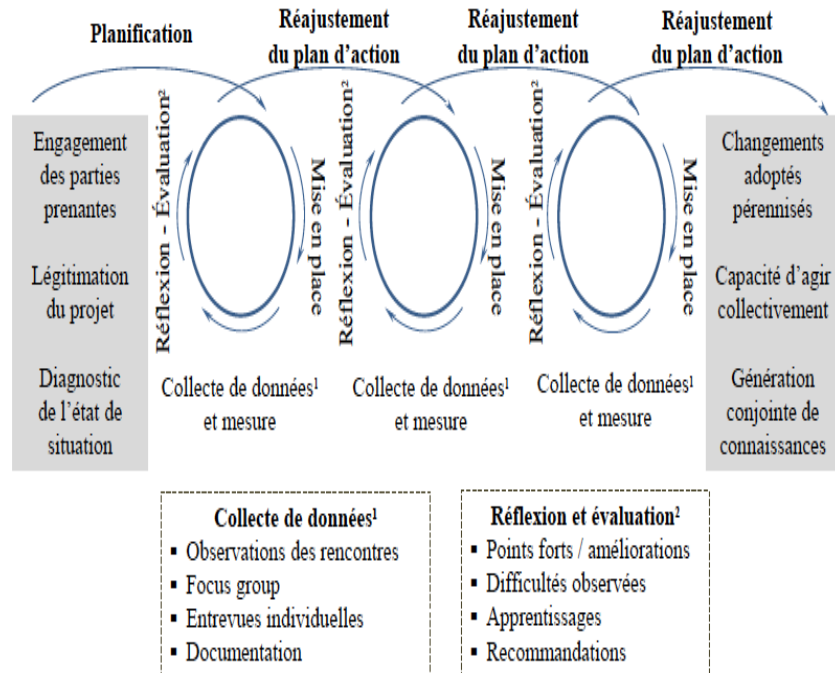 Planification
Réajustement
du plan d’action
Réajustement
du plan d’action
Réajustement
du plan d’action
Engagement
des parties
prenantes
Légitimation
du projet
Diagnostic
de l’état de
situation
Réflexion - Évaluation²
Mise en place
Collecte de données¹
et mesure
Réflexion - Évaluation²
Mise en place
Collecte de données¹
et mesure
Réflexion - Évaluation²
Mise en place
Collecte de données¹
et mesure
Changements
adoptés
pérennisés
Capacité d’agir
collectivement
Génération
conjointe de
connaissances
Collecte de données¹
▪ Observations des rencontres
▪ Focus group
▪ Entrevues individuelles
▪ Documentation
Réflexion et évaluation²
▪ Points forts / améliorations
▪ Difficultés observées
▪ Apprentissages
▪ Recommandations